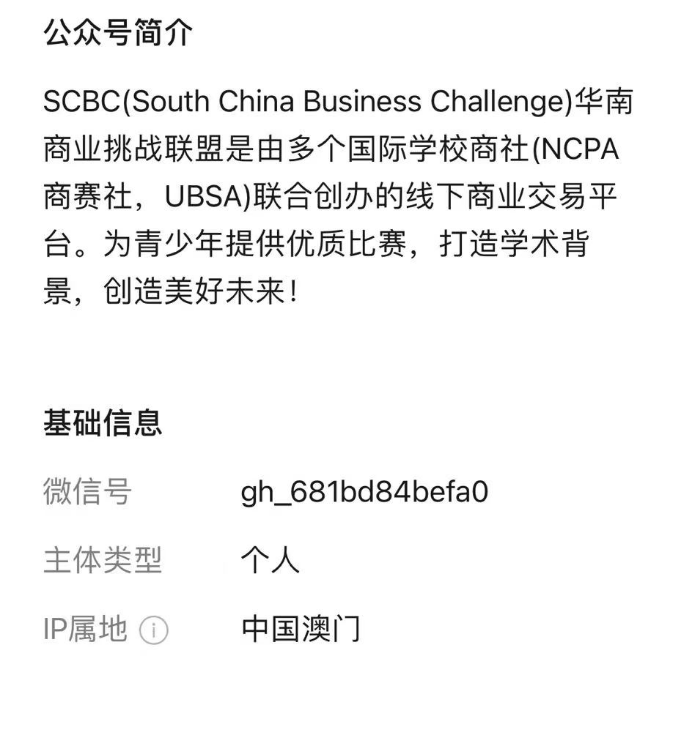 公众号简介
SCBC(South China Business Challenge)华南
商业挑战联盟是由多个国际学校商社(NCPA
商赛社，UBSA)联合创办的线下商业交易平
台。为青少年提供优质比赛，打造学术背
景，创造美好未来！
基础信息
微信号 gh_681bd84befa0
主体类型 个人
IP属地 中国澳门